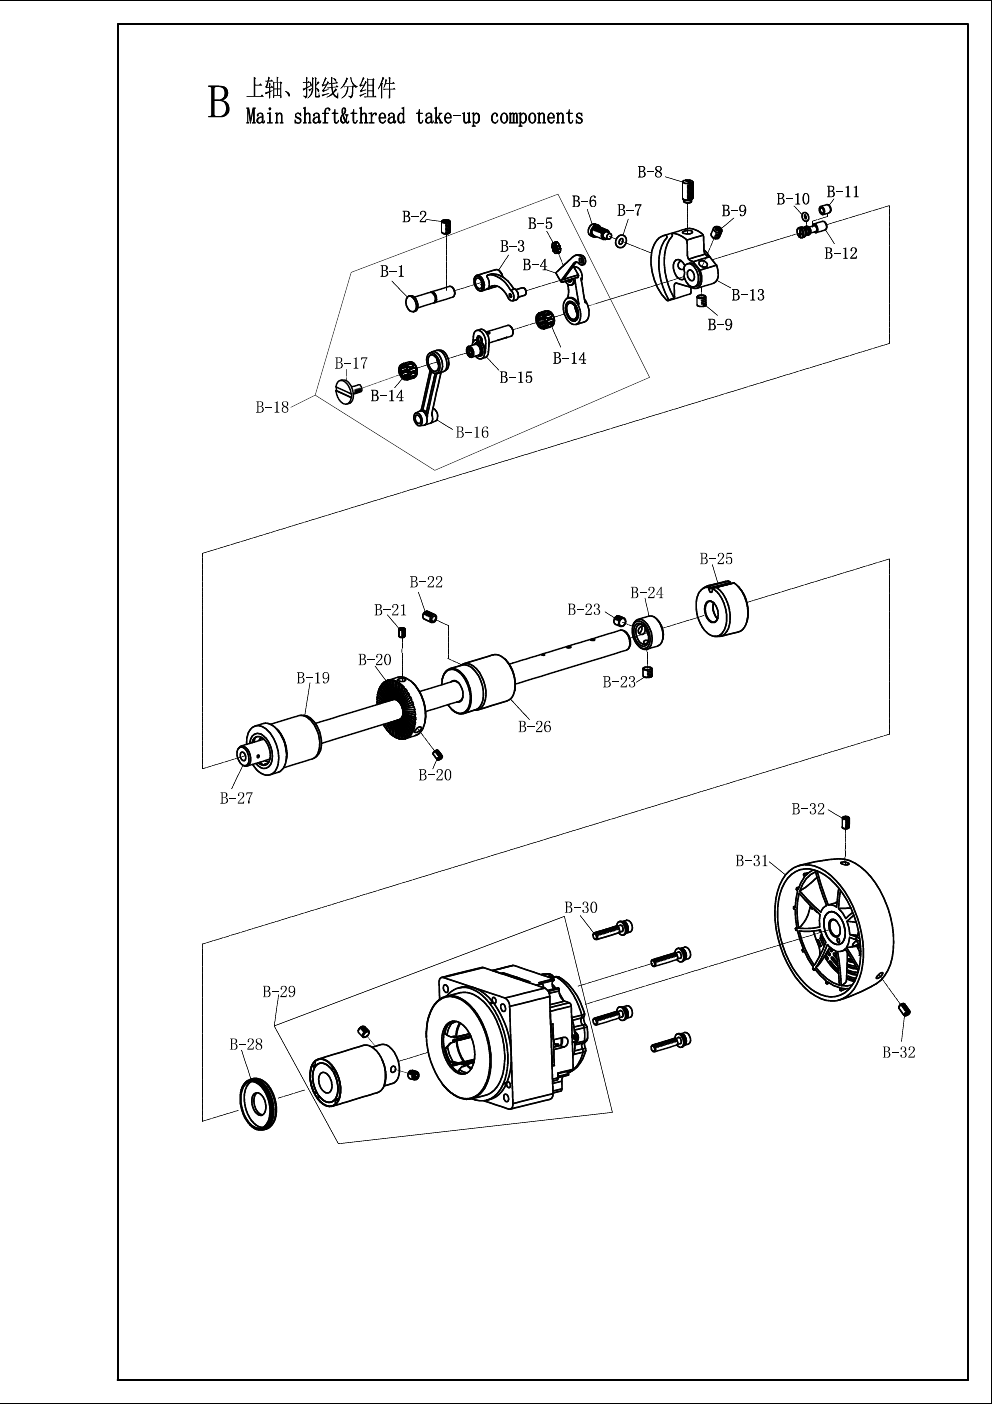 B
上轴、挑线分组件
Main shaft&thread take-up components
B-8
B-11
B-10
B-6
B-7
B-9
B-2
B-5
B-3
B-12
B-4
B-1
B-13
B-9
B-14
B-17
B-15
B-14
B-18
B-16
B-25
B-22
B-24
B-21
B-23
B-20
B-19
B-23
B-26
B-20
B-27
B-32
B-31
B-30
B-29
B-28
B-32